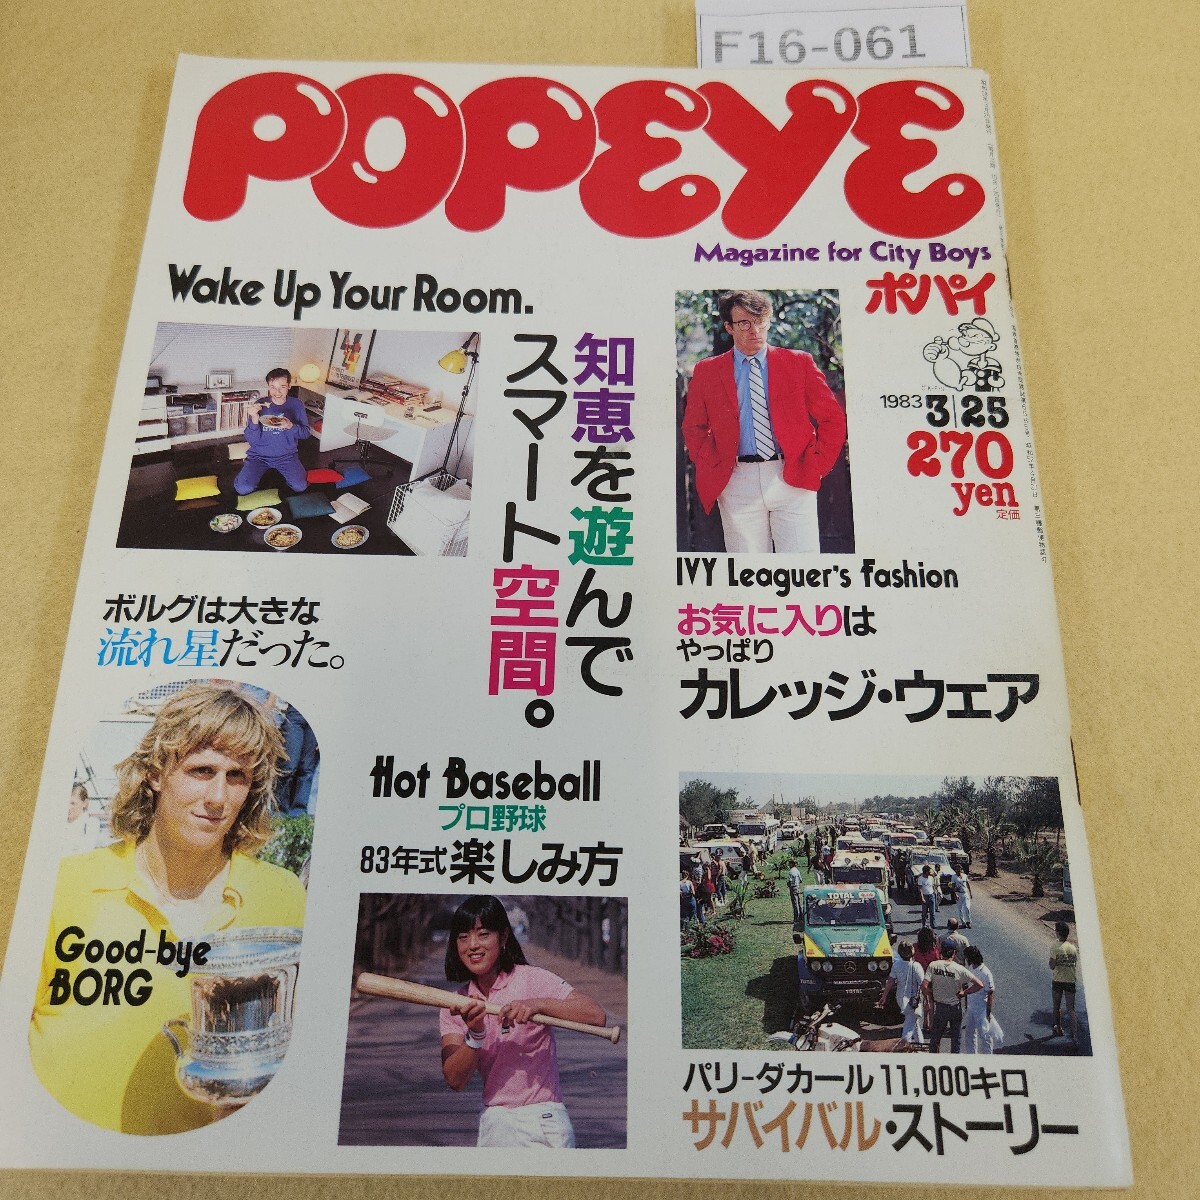 F16-061
POPEYE
Magazine for City Boys
ポパイ
1983 3|25
270
yen
定価
Wake Up Your Room.
知恵を遊んで
スマート空間。
IVY Leaguer's Fashion
お気に入りは
やっぱり
カレッジ・ウェア
ボルグは大きな
流れ星だった。
Good-bye
BORG
Hot Baseball
プロ野球
83年式楽しみ方
TOTAL
TOTAL
パリ-ダカール11,000キロ
サバイバル・ストーリー